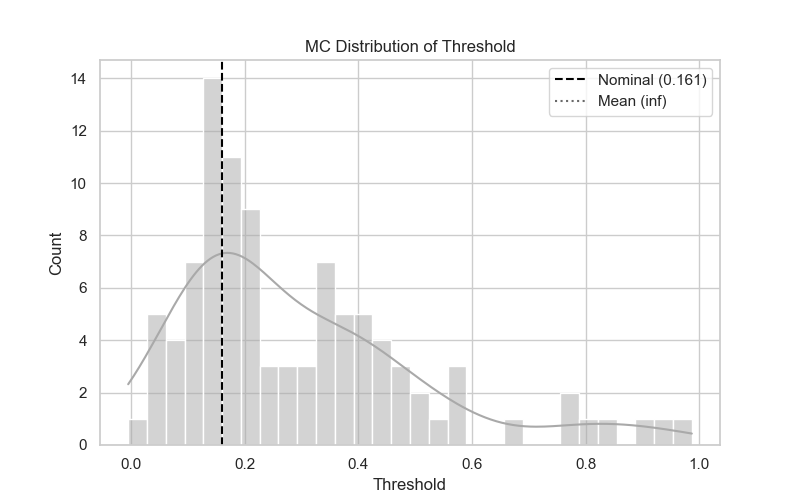 MC Distribution of Threshold
Nominal (0.161)
Mean (inf)
Count
14
12
10
8
6
4
2
0
0.0 0.2 0.4 0.6 0.8 1.0
Threshold